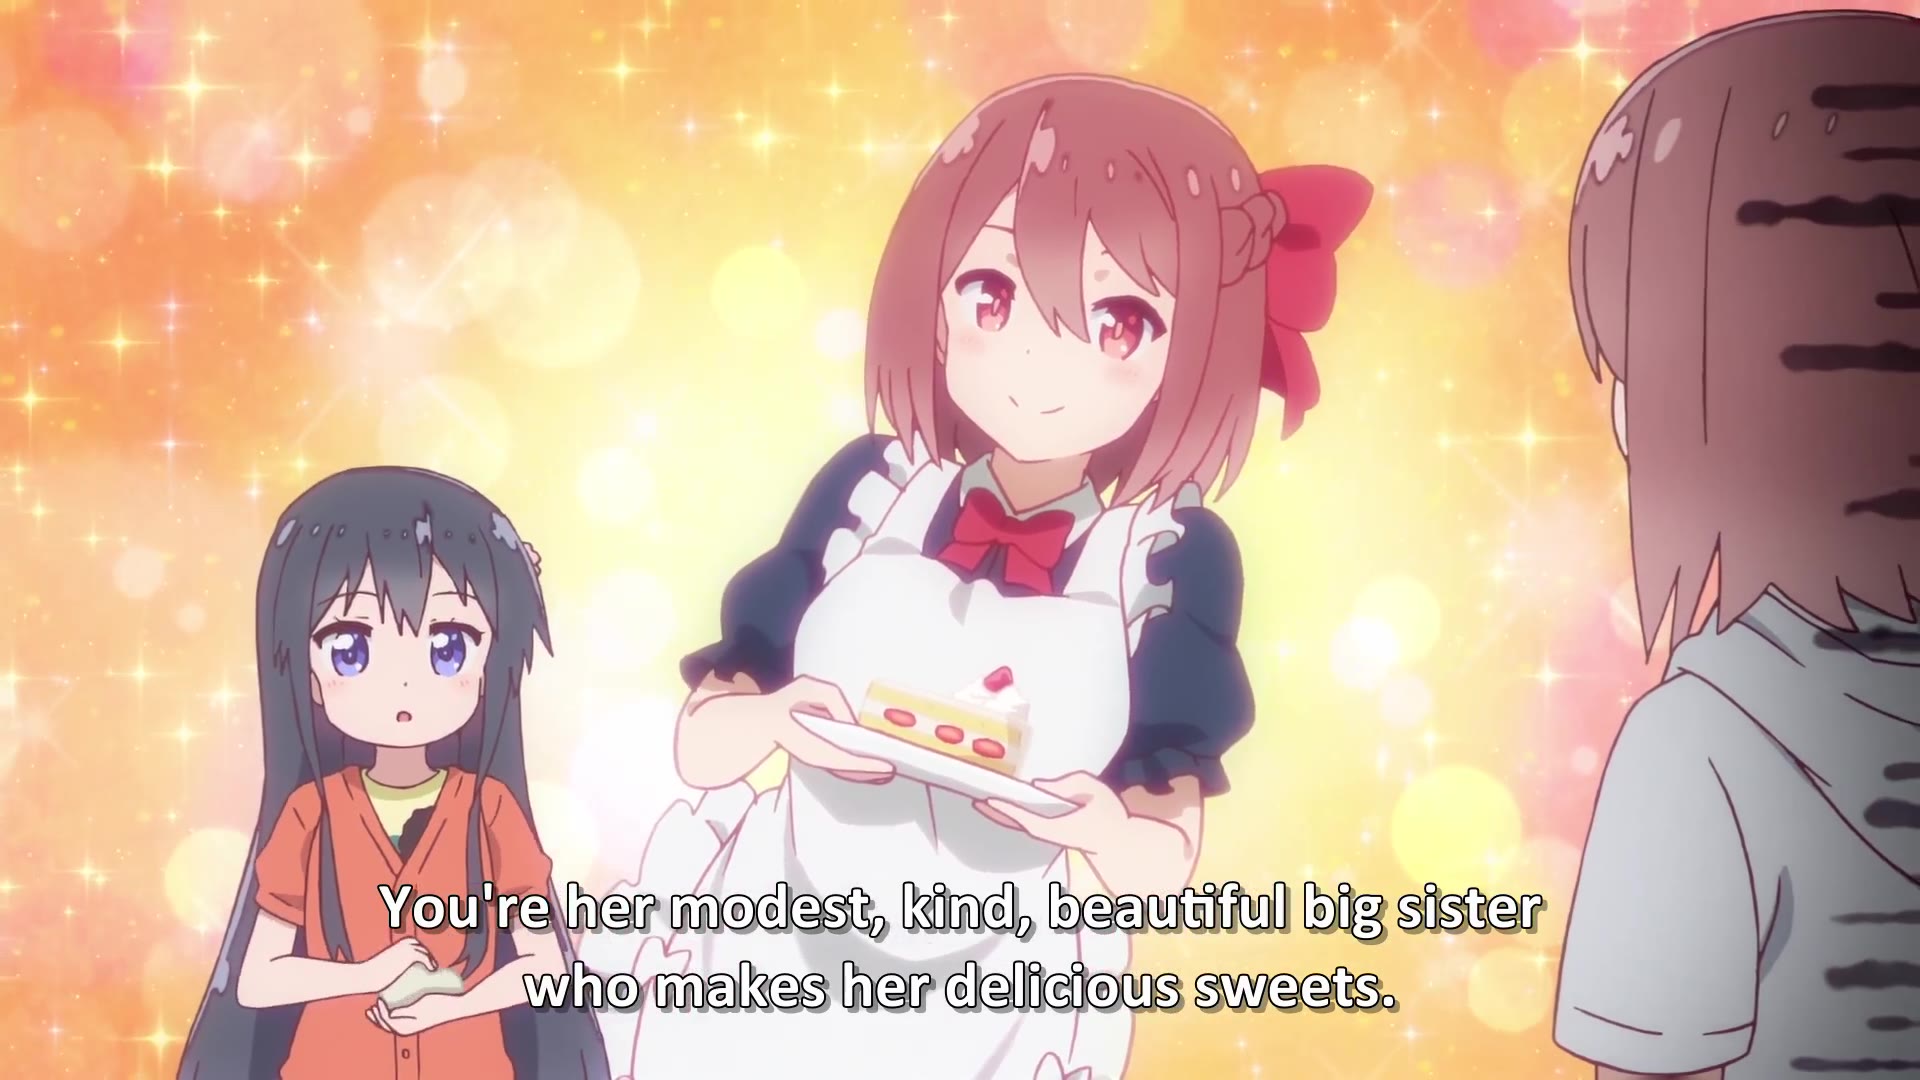 You're her modest, kind, beautiful big sister
who makes her delicious sweets.